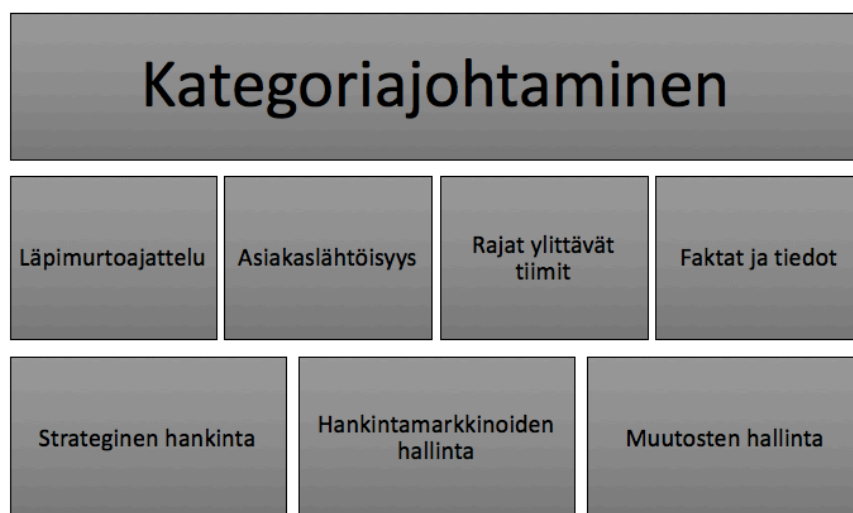 Kategoriajohtaminen
Läpimurtoajattelu
Asiakaslähtöisyys
Rajat ylittävät
tiimit
Faktat ja tiedot
Strateginen hankinta
Hankintamarkkinoiden
hallinta
Muutosten hallinta